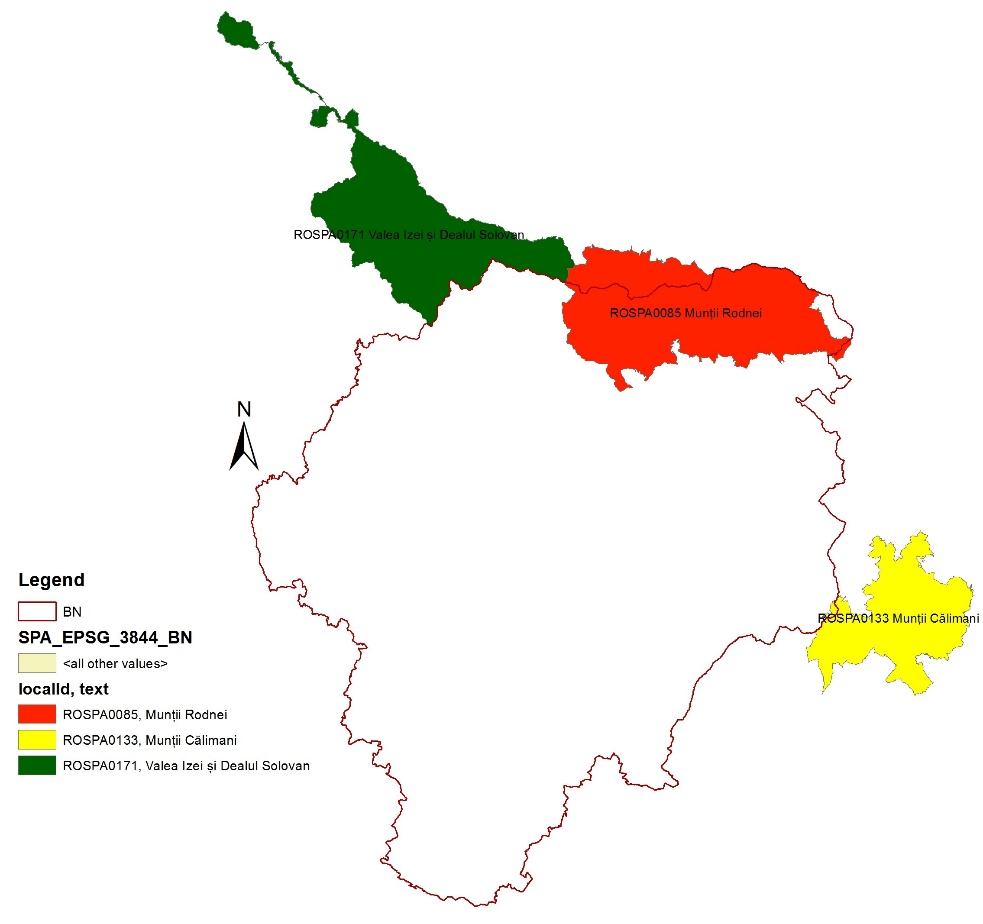 ROSPA0171 Valea Izei și Dealul Solovan
ROSPA0085 Munții Rodnei
N
ROSPA0133 Munții Călimani
Legend
BN
SPA_EPSG_3844_BN
<all other values>
localId, text
ROSPA0085, Munții Rodnei
ROSPA0133, Munții Călimani
ROSPA0171, Valea Izei și Dealul Solovan